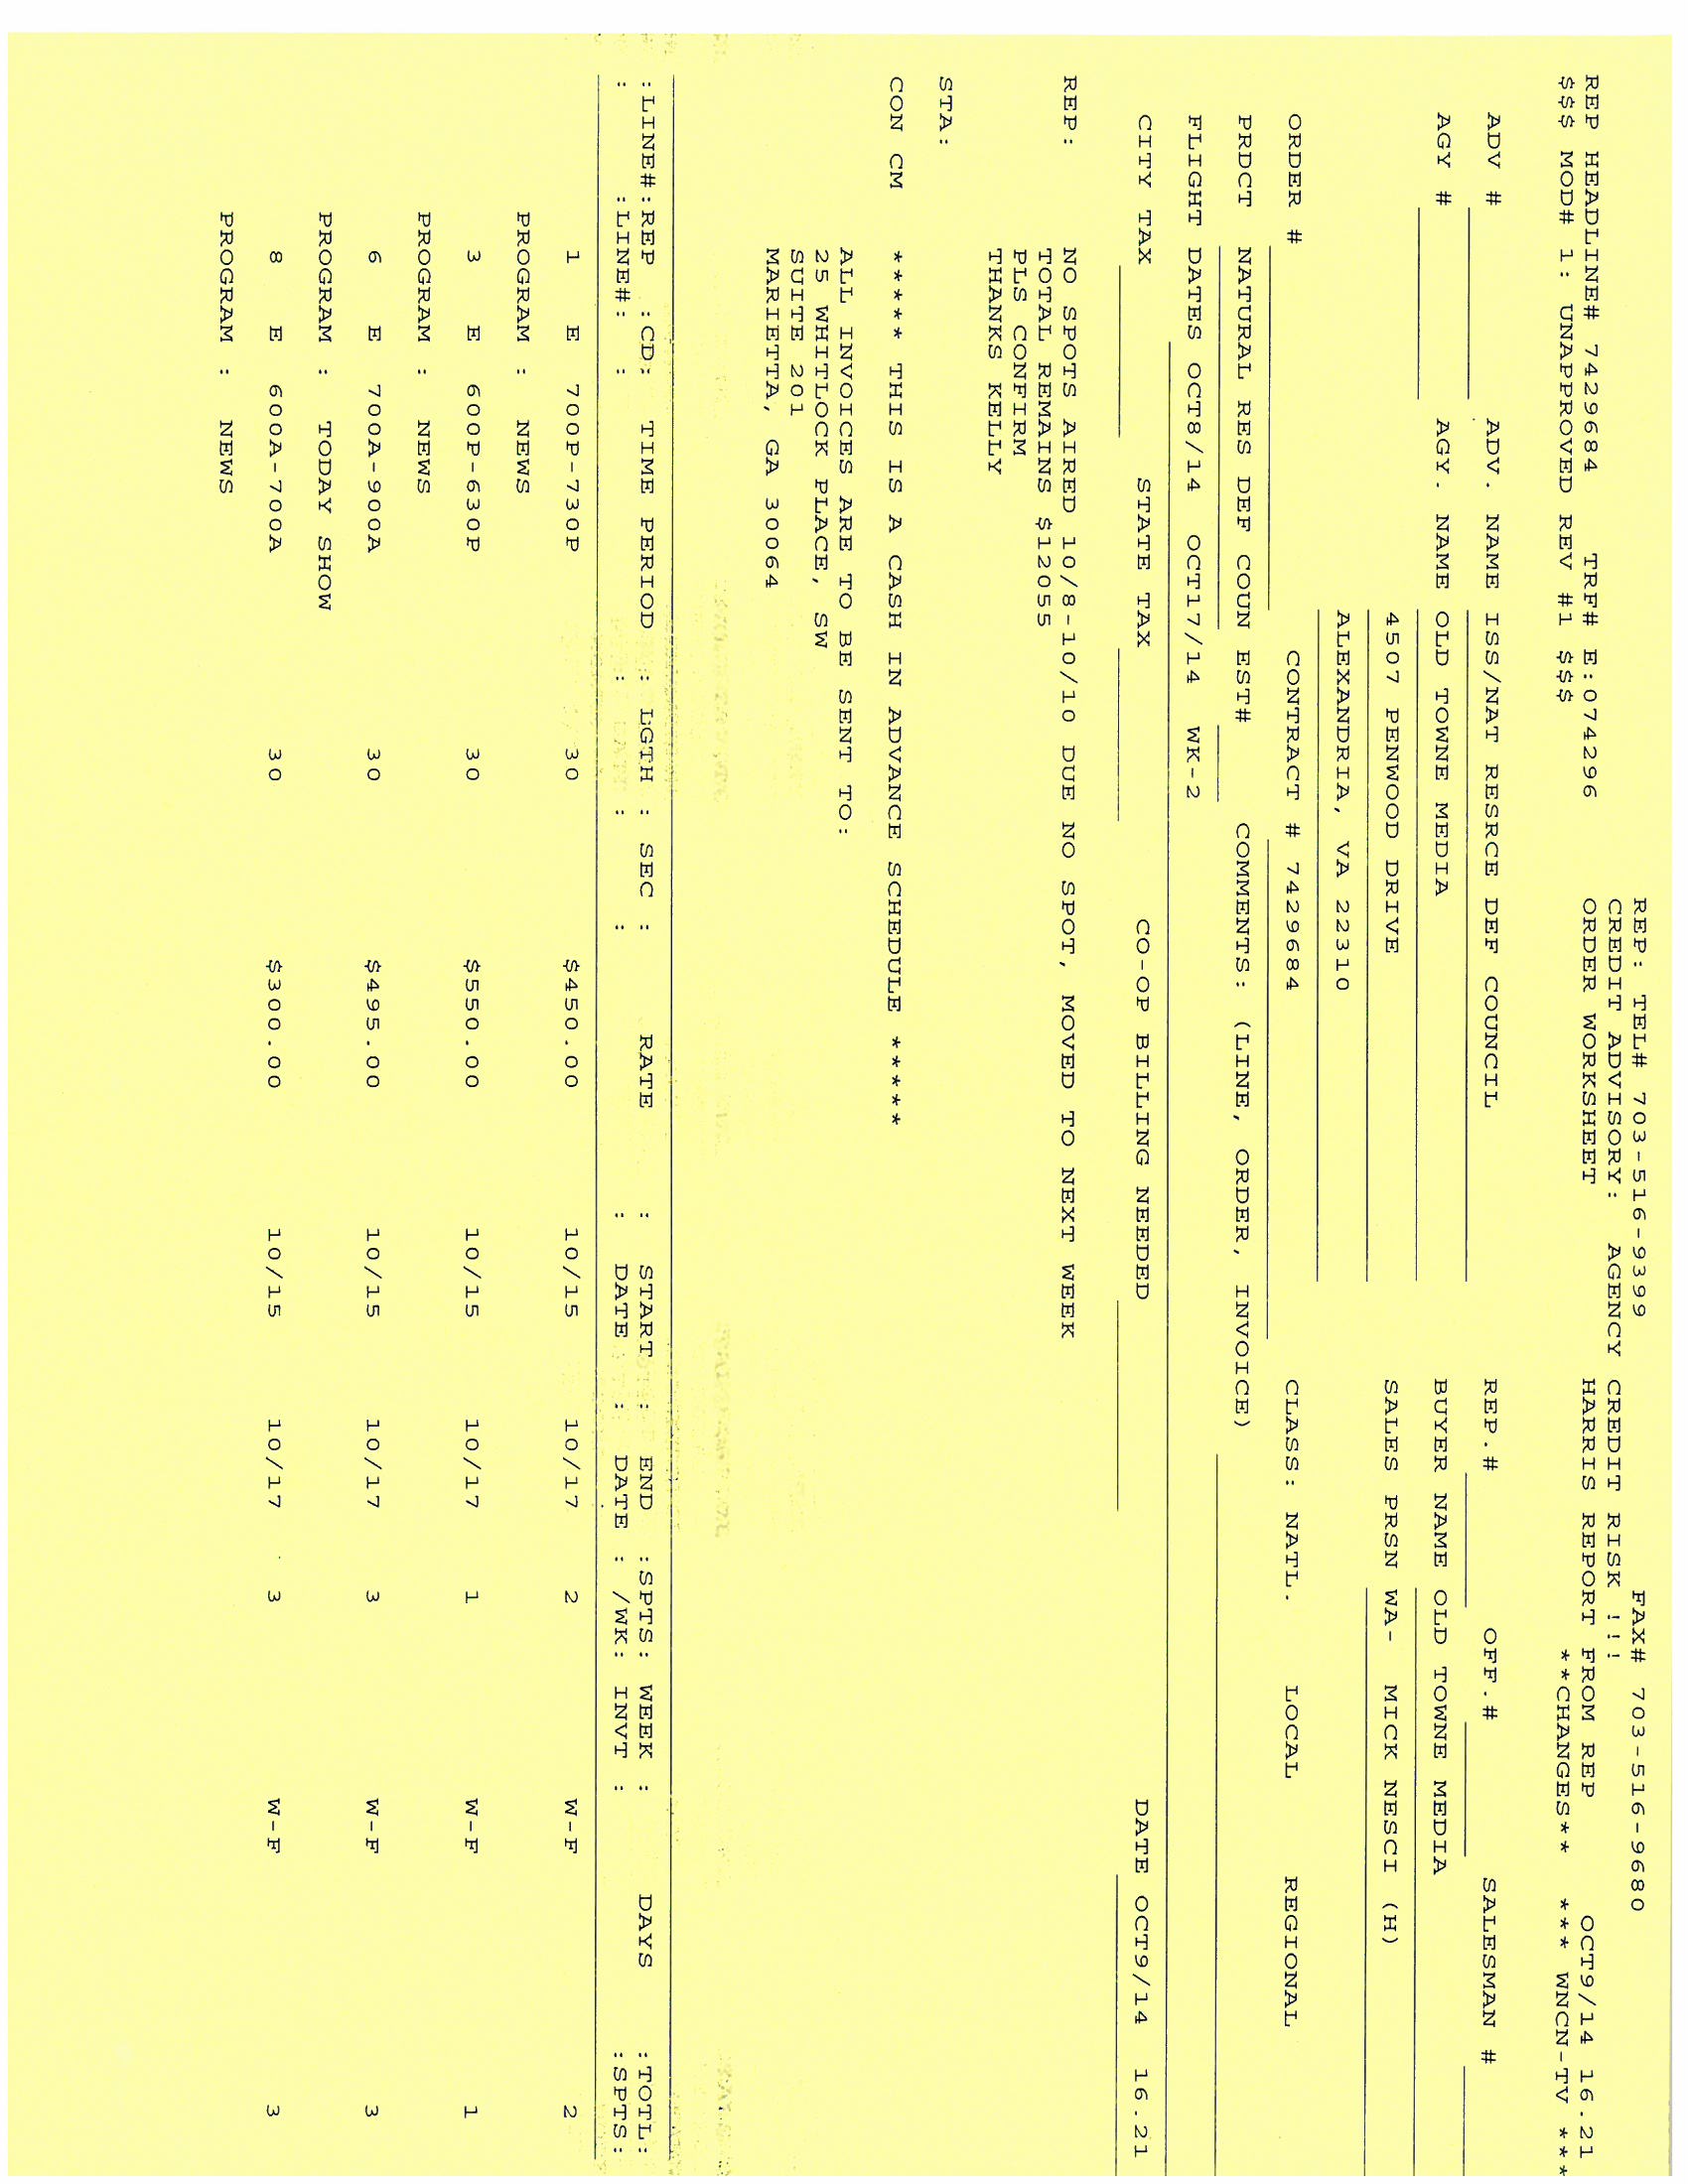 REP: TEL# 703-516-9399 FAX# 703-516-9680
CREDIT ADVISORY: AGENCY CREDIT RISK !!!
REP HEADLINE# 7429684 TRF# E:074296 ORDER WORKSHEET HARRIS REPORT FROM REP OCT9/14 16.21
$$$ MOD# 1: UNAPPROVED REV #1 $$$ **CHANGES** *** WNCN-TV ***
ADV # ADV. NAME ISS/NAT RESRCE DEF COUNCIL REP.# OFF.# SALESMAN #
AGY # AGY. NAME OLD TOWNE MEDIA BUYER NAME OLD TOWNE MEDIA
4507 PENWOOD DRIVE SALES PRSN WA- MICK NESCI (H)
ALEXANDRIA, VA 22310
ORDER # CONTRACT # 7429684 CLASS: NATL. LOCAL REGIONAL
PRDCT NATURAL RES DEF COUN EST# COMMENTS: (LINE, ORDER, INVOICE)
FLIGHT DATES OCT8/14 OCT17/14 WK-2
CITY TAX STATE TAX CO-OP BILLING NEEDED DATE OCT9/14 16.21
REP: NO SPOTS AIRED 10/8-10/10 DUE NO SPOT, MOVED TO NEXT WEEK
TOTAL REMAINS $12055
PLS CONFIRM
THANKS KELLY
STA:
CON CM ***** THIS IS A CASH IN ADVANCE SCHEDULE *****
ALL INVOICES ARE TO BE SENT TO:
25 WHITLOCK PLACE, SW
SUITE 201
MARIETTA, GA 30064
:LINE#:REP :CD: TIME PERIOD : LGTH : SEC : RATE : START : END :SPTS: WEEK : DAYS :TOTL:
: :LINE#: : : : : : DATE : DATE : /WK: INVT : :SPTS:
1 E 700P-730P 30 $450.00 10/15 10/17 2 W-F 2
PROGRAM : NEWS
3 E 600P-630P 30 $550.00 10/15 10/17 1 W-F 1
PROGRAM : NEWS
6 E 700A-900A 30 $495.00 10/15 10/17 3 W-F 3
PROGRAM : TODAY SHOW
8 E 600A-700A 30 $300.00 10/15 10/17 3 W-F 3
PROGRAM : NEWS